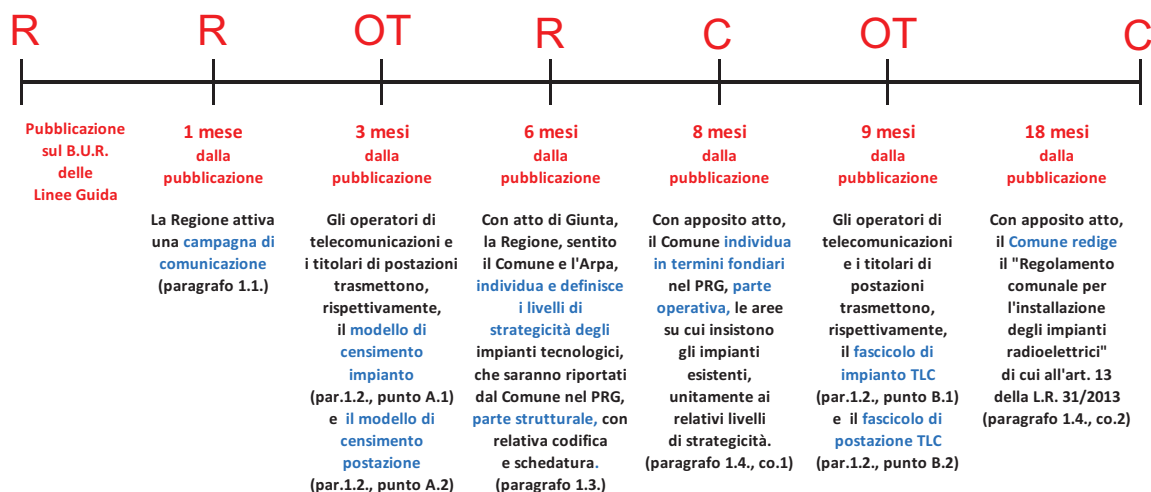 R
R
OT
R
C
OT
C
Pubblicazione
sul B.U.R.
delle
Linee Guida
1 mese
dalla
pubblicazione
La Regione attiva
una campagna di
comunicazione
(paragrafo 1.1.)
3 mesi
dalla
pubblicazione
Gli operatori di
telecomunicazioni e
i titolari di postazioni
trasmettono,
rispettivamente,
il modello di
censimento
impianto
(par.1.2., punto A.1)
e il modello di
censimento
postazione
(par.1.2., punto A.2)
6 mesi
dalla
pubblicazione
Con atto di Giunta,
la Regione, sentito
il Comune e l'Arpa,
individua e definisce
i livelli di
strategicità degli
impianti tecnologici,
che saranno riportati
dal Comune nel PRG,
parte strutturale, con
relativa codifica
e schedatura.
(paragrafo 1.3.)
8 mesi
dalla
pubblicazione
Con apposito atto,
il Comune individua
in termini fondiari
nel PRG, parte
operativa, le aree
su cui insistono
gli impianti
esistenti,
unitamente ai
relativi livelli
di strategicità.
(paragrafo 1.4., co.1)
9 mesi
dalla
pubblicazione
Gli operatori di
telecomunicazioni
e i titolari di
postazioni
trasmettono,
rispettivamente,
il fascicolo di
impianto TLC
(par.1.2., punto B.1)
e il fascicolo di
postazione TLC
(par.1.2., punto B.2)
18 mesi
dalla
pubblicazione
Con apposito atto,
il Comune redige
il "Regolamento
comunale per
l'installazione
degli impianti
radioelettrici"
di cui all'art. 13
della L.R. 31/2013
(paragrafo 1.4., co.2)